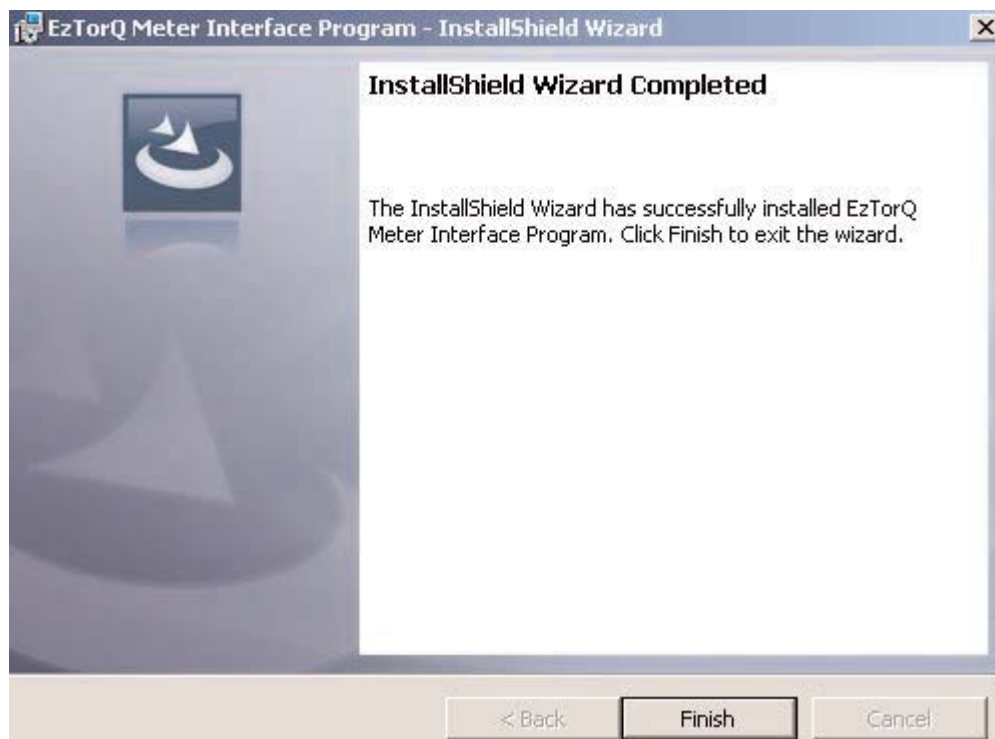 EzTorQ Meter Interface Program - InstallShield Wizard
InstallShield Wizard Completed
The InstallShield Wizard has successfully installed EzTorQ
Meter Interface Program. Click Finish to exit the wizard.
< Back
Finish
Cancel